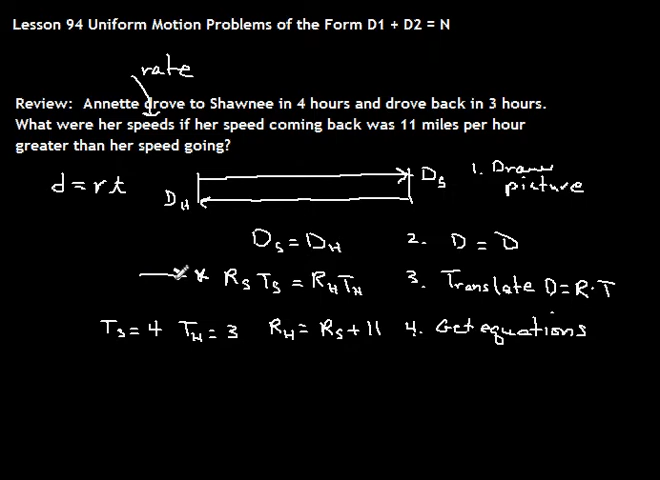 Lesson 94 Uniform Motion Problems of the Form D1 + D2 = N
rate
Review: Annette drove to Shawnee in 4 hours and drove back in 3 hours.
What were her speeds if her speed coming back was 11 miles per hour
greater than her speed going?
d = r t
D_H
D_S
1. Draw
picture
D_S = D_H
2. D = D
* * R_S T_S = R_H T_H
3. Translate D = R · T
T_S = 4 T_H = 3 R_H = R_S + 11
4. Get equations